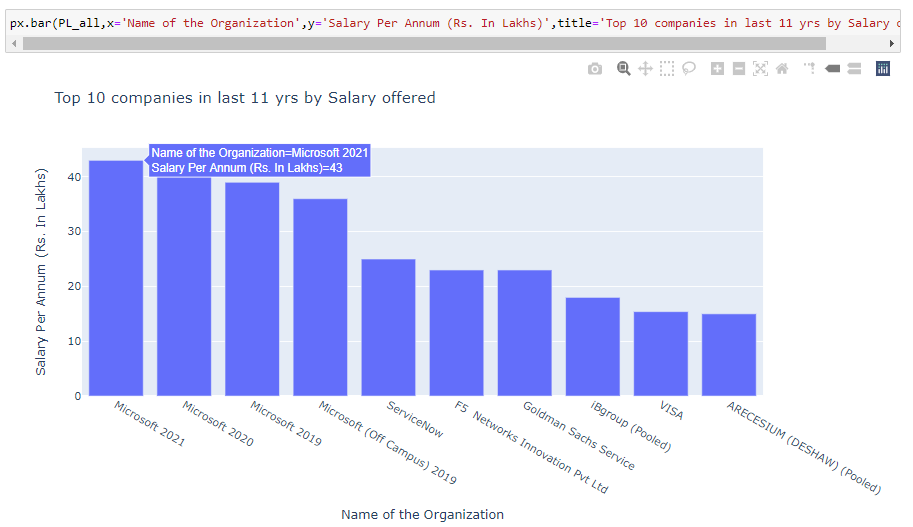 px.bar(PL_all,x='Name of the Organization',y='Salary Per Annum (Rs. In Lakhs)',title='Top 10 companies in last 11 yrs by Salary
Top 10 companies in last 11 yrs by Salary offered
Name of the Organization=Microsoft 2021
Salary Per Annum (Rs. In Lakhs)=43
Salary Per Annum (Rs. In Lakhs)
40
30
20
10
0
Microsoft 2021
Microsoft 2020
Microsoft 2019
Microsoft (Off Campus) 2019
ServiceNow
F5 Networks Innovation Pvt Ltd
Goldman Sachs Service
iBgroup (Pooled)
VISA
ARECESIUM (DESHAW) (Pooled)
Name of the Organization